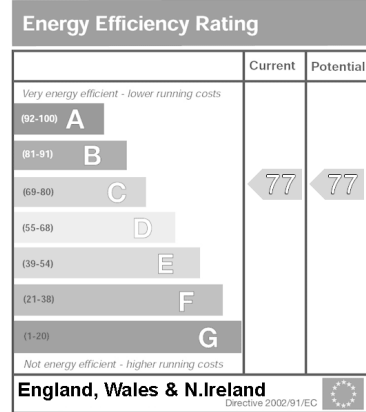 Energy Efficiency Rating
Current Potential
Very energy efficient - lower running costs
(92-100) A
(81-91) B
(69-80) C
77 77
(55-68) D
(39-54) E
(21-38) F
(1-20) G
Not energy efficient - higher running costs
England, Wales & N.Ireland
Directive 2002/91/EC